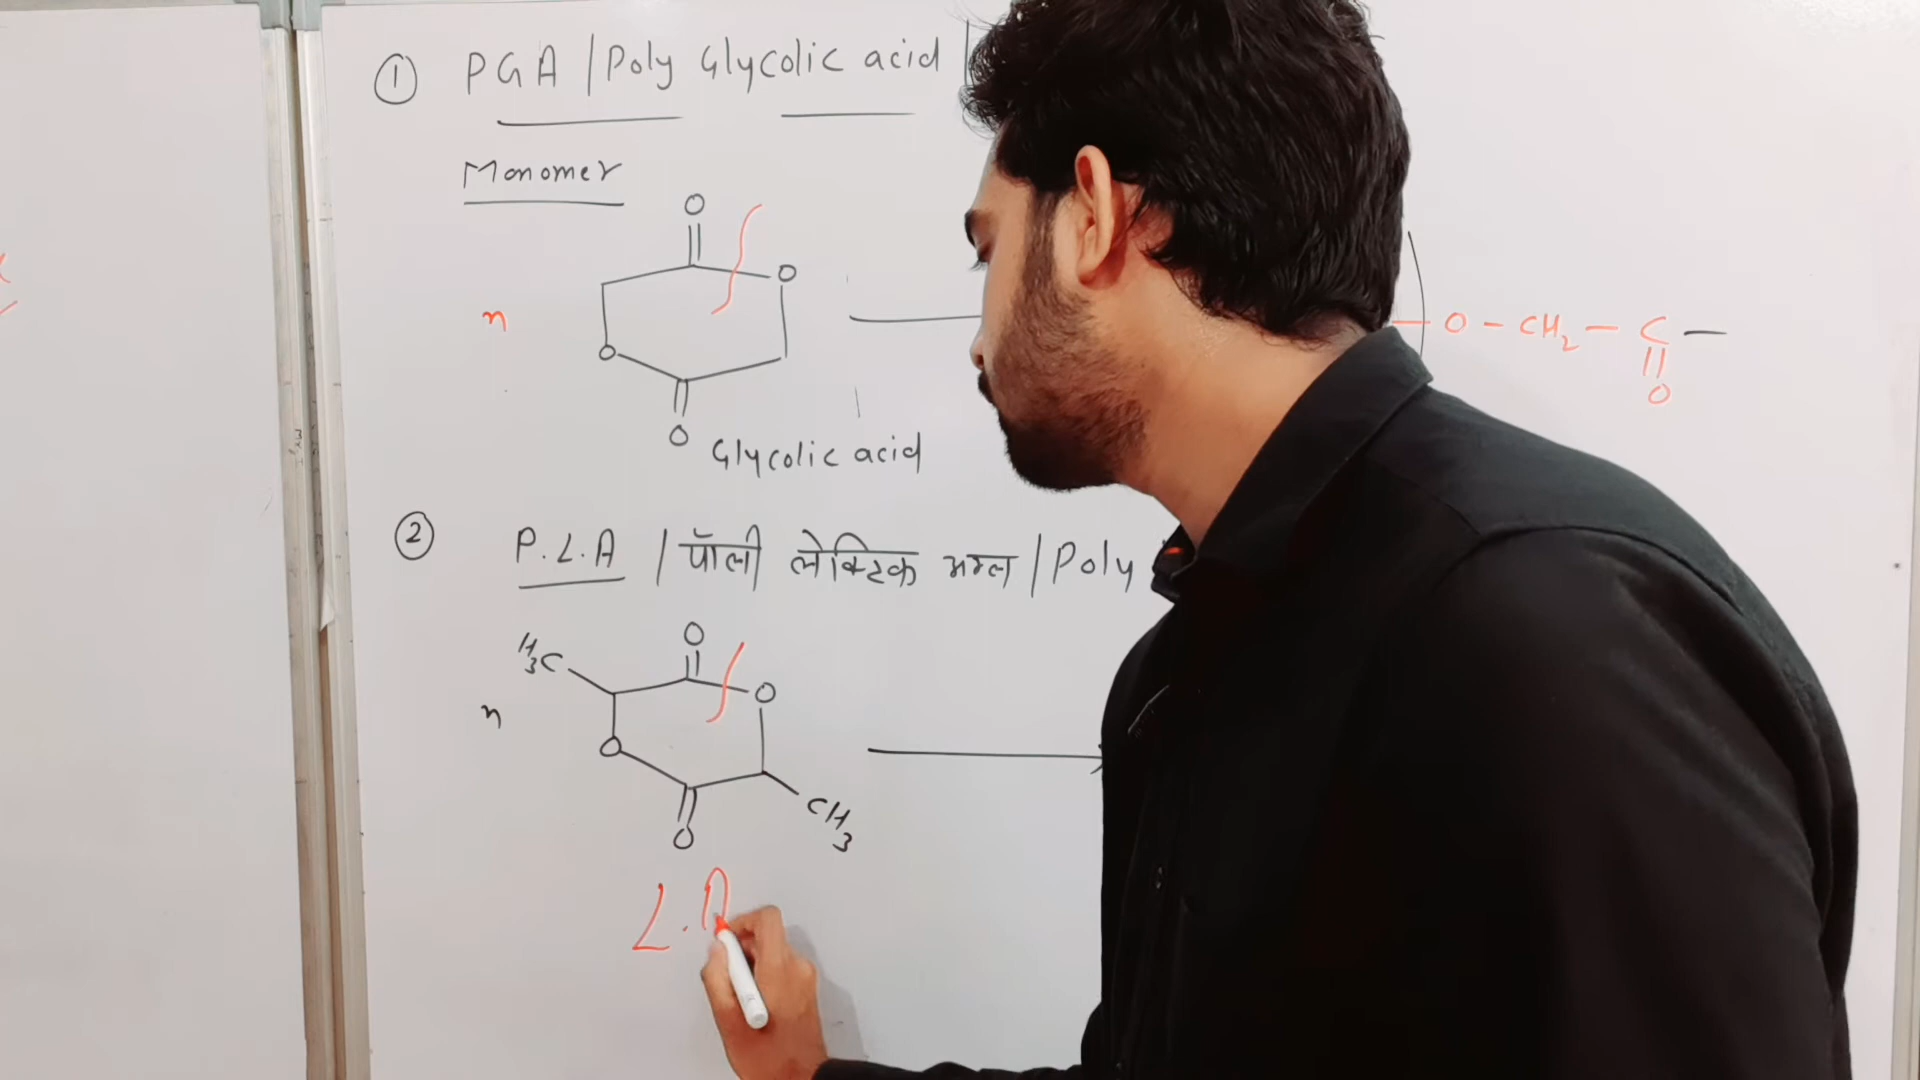 ① PGA / Poly Glycolic acid /
Monomer
O
O
n
O
O
Glycolic acid
— O — CH2 — C —
O
② P.L.A / पॉली लेक्टिक अम्ल / Poly
H3C
O
O
n
O
O
CH3
L.A